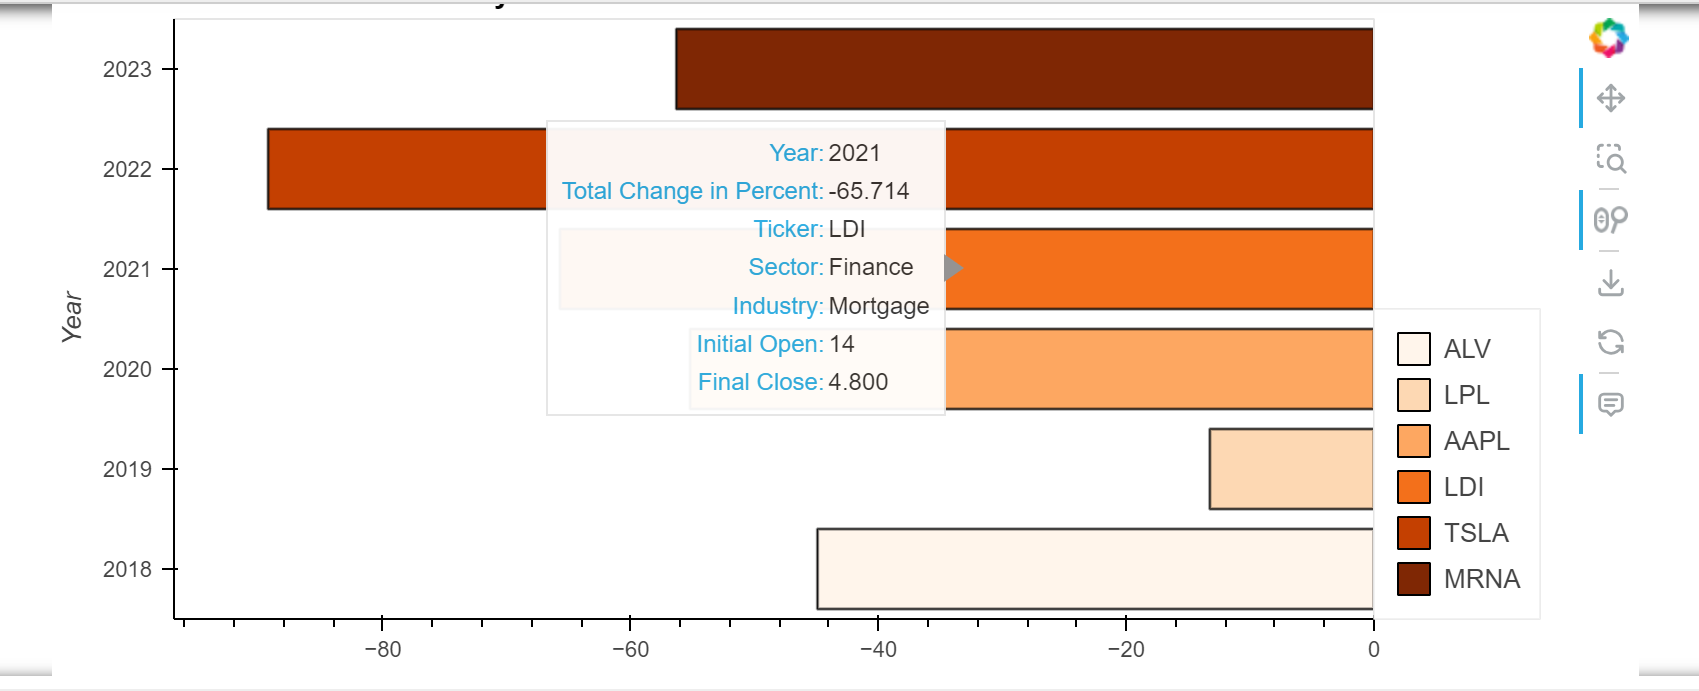 2023
2022
2021
2020
2019
2018
Year
Year: 2021
Total Change in Percent: -65.714
Ticker: LDI
Sector: Finance
Industry: Mortgage
Initial Open: 14
Final Close: 4.800
ALV
LPL
AAPL
LDI
TSLA
MRNA
−80
−60
−40
−20
0